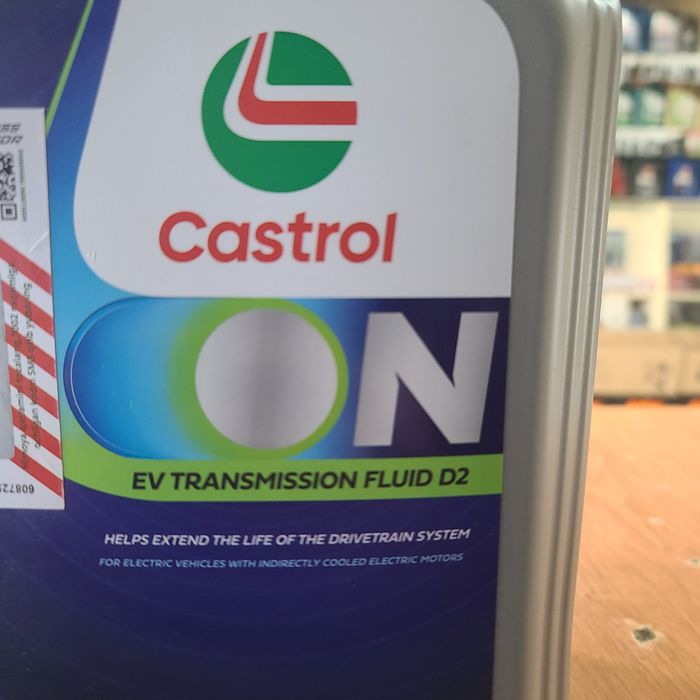 Castrol
ON
EV TRANSMISSION FLUID D2
HELPS EXTEND THE LIFE OF THE DRIVETRAIN SYSTEM
FOR ELECTRIC VEHICLES WITH INDIRECTLY COOLED ELECTRIC MOTORS